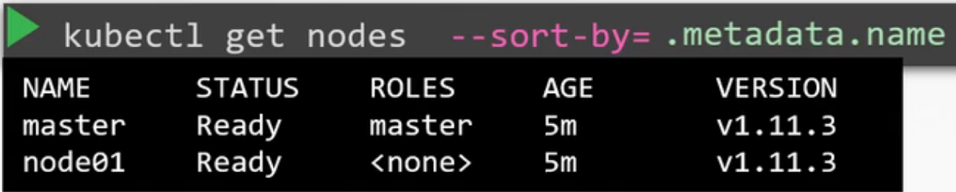 kubectl get nodes --sort-by= .metadata.name
NAME STATUS ROLES AGE VERSION
master Ready master 5m v1.11.3
node01 Ready <none> 5m v1.11.3